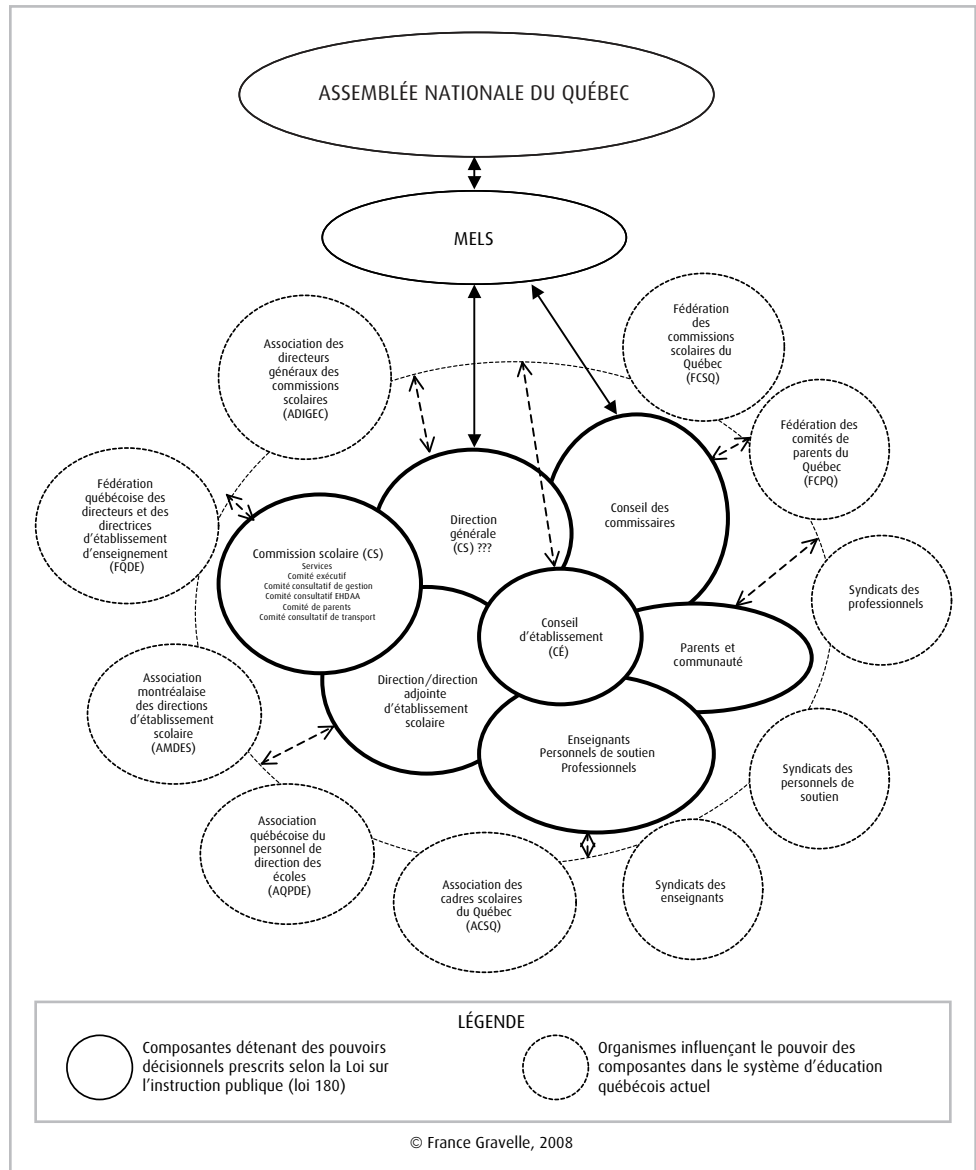 ASSEMBLÉE NATIONALE DU QUÉBEC
MELS
Association des
directeurs
généraux des
commissions
scolaires
(ADIGEC)
Fédération
des
commissions
scolaires du
Québec
(FCSQ)
Fédération des
comités de
parents du
Québec
(FCPQ)
Fédération
québécoise des
directeurs et des
directrices
d'établissement
d'enseignement
(FQDE)
Commission scolaire (CS)
Services
Comité exécutif
Comité consultatif de gestion
Comité consultatif EHDAA
Comité de parents
Comité consultatif de transport
Direction
générale
(CS) ???
Conseil des
commissaires
Syndicats des
professionnels
Conseil
d'établissement
(CÉ)
Parents et
communauté
Association
montréalaise
des directions
d'établissement
scolaire
(AMDES)
Direction/direction
adjointe
d'établissement
scolaire
Enseignants
Personnels de soutien
Professionnels
Syndicats des
personnels de
soutien
Association
québécoise du
personnel de
direction des
écoles
(AQPDE)
Association des
cadres scolaires
du Québec
(ACSQ)
Syndicats des
enseignants
LÉGENDE
Composantes détenant des pouvoirs
décisionnels prescrits selon la Loi sur
l'instruction publique (loi 180)
Organismes influençant le pouvoir des
composantes dans le système d'éducation
québécois actuel
© France Gravelle, 2008